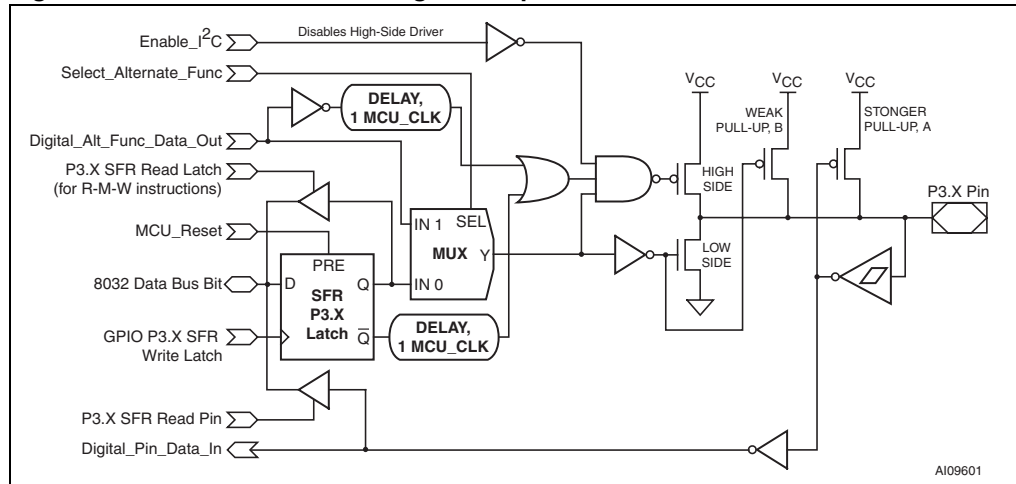 Enable_I2C
Disables High-Side Driver
Select_Alternate_Func
DELAY,
1 MCU_CLK
VCC
VCC
VCC
WEAK
PULL-UP, B
STONGER
PULL-UP, A
Digital_Alt_Func_Data_Out
P3.X SFR Read Latch
(for R-M-W instructions)
HIGH
SIDE
P3.X Pin
IN 1
SEL
MUX
Y
IN 0
MCU_Reset
PRE
LOW
SIDE
8032 Data Bus Bit
D
SFR
P3.X
Latch
Q
Q
DELAY,
1 MCU_CLK
GPIO P3.X SFR
Write Latch
P3.X SFR Read Pin
Digital_Pin_Data_In
AI09601